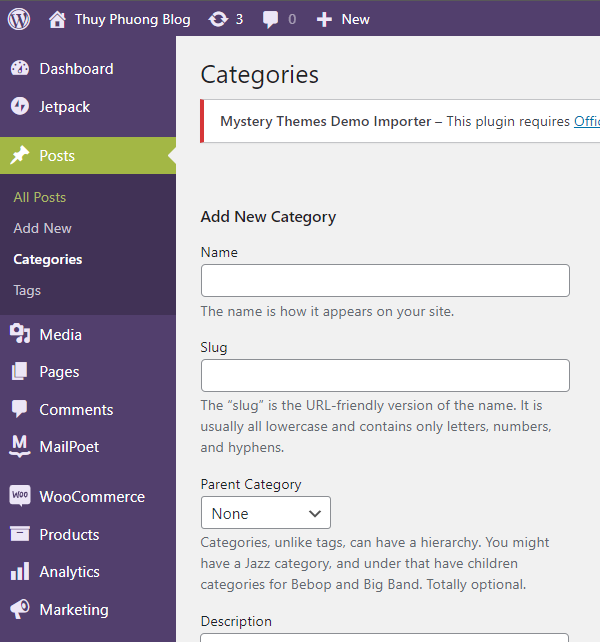 Thuy Phuong Blog 3 0 New
Dashboard
Jetpack
Posts
All Posts
Add New
Categories
Tags
Media
Pages
Comments
MailPoet
WooCommerce
Products
Analytics
Marketing
Categories
Mystery Themes Demo Importer – This plugin requires Offic
Add New Category
Name
The name is how it appears on your site.
Slug
The “slug” is the URL-friendly version of the name. It is
usually all lowercase and contains only letters, numbers,
and hyphens.
Parent Category
None
Categories, unlike tags, can have a hierarchy. You might
have a Jazz category, and under that have children
categories for Bebop and Big Band. Totally optional.
Description